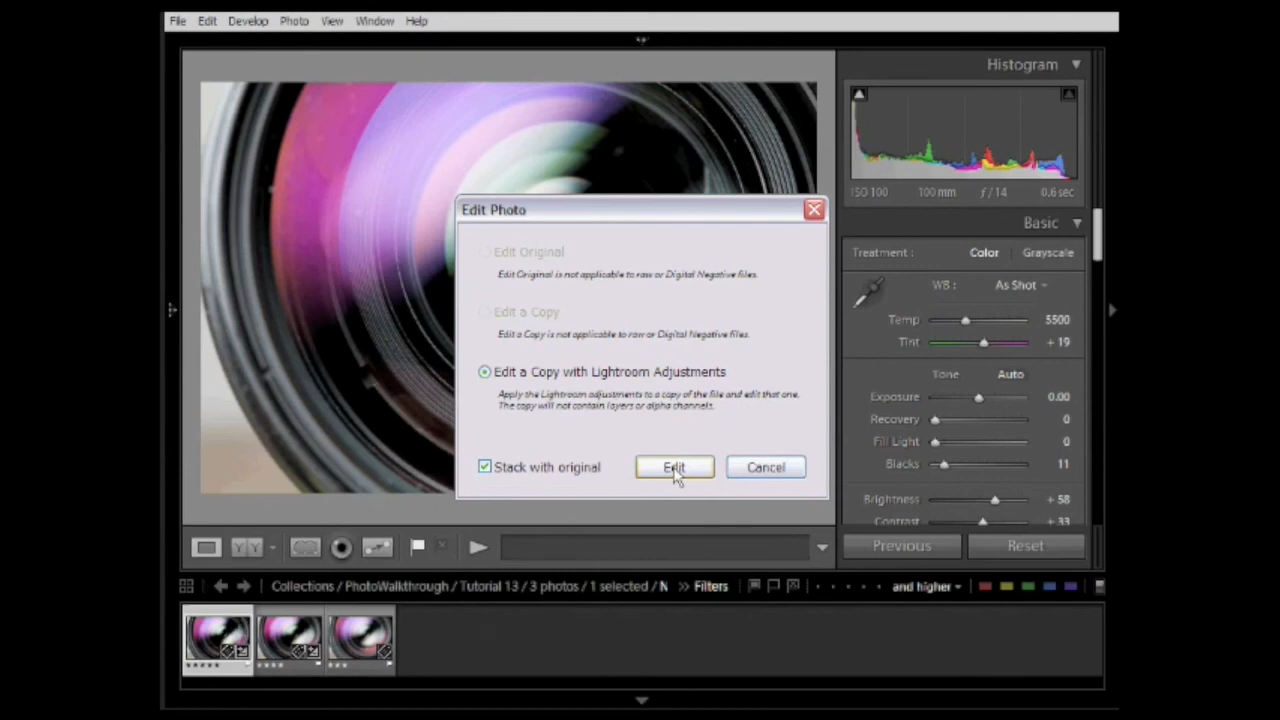 File Edit Develop Photo View Window Help
Histogram
ISO 100 100 mm ƒ / 14 0.6 sec
Edit Photo
Basic
Edit Original
Edit Original is not applicable to raw or Digital Negative files.
Treatment : Color Grayscale
WB : As Shot
Edit a Copy
Edit a Copy is not applicable to raw or Digital Negative files.
Temp 5500
Tint + 19
Edit a Copy with Lightroom Adjustments
Apply the Lightroom adjustments to a copy of the file and edit that one.
The copy will not contain layers or alpha channels.
Tone Auto
Exposure 0.00
Recovery 0
Fill Light 0
Blacks 11
Stack with original Edit Cancel
Brightness + 58
Contrast + 33
YY
Previous Reset
Collections / PhotoWalkthrough / Tutorial 13 / 3 photos / 1 selected / N >> Filters and higher